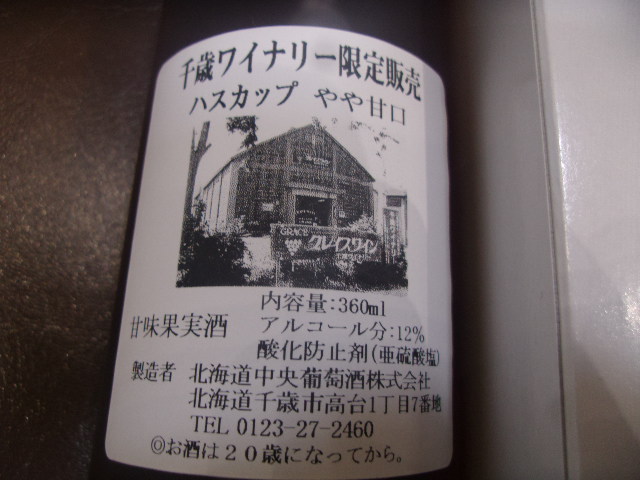 千歳ワイナリー限定販売
ハスカップ やや甘口
GRACE
グレイスワイン
内容量:360ml
甘味果実酒 アルコール分:12%
酸化防止剤(亜硫酸塩)
製造者 北海道中央葡萄酒株式会社
北海道千歳市高台1丁目7番地
TEL 0123-27-2460
◎お酒は20歳になってから。